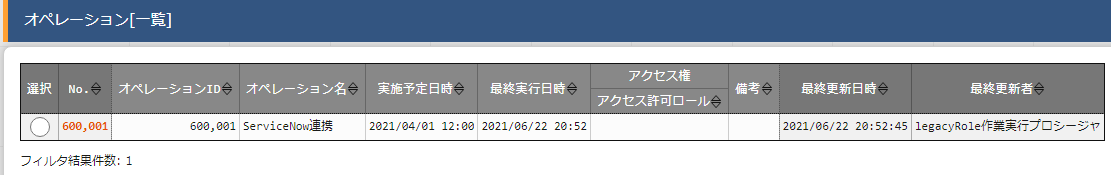 オペレーション[一覧]
アクセス権
選択 No. オペレーションID オペレーション名 実施予定日時 最終実行日時 アクセス許可ロール 備考 最終更新日時 最終更新者
600,001 600,001 ServiceNow連携 2021/04/01 12:00 2021/06/22 20:52 2021/06/22 20:52:45 legacyRole作業実行プロシージャ
フィルタ結果件数: 1